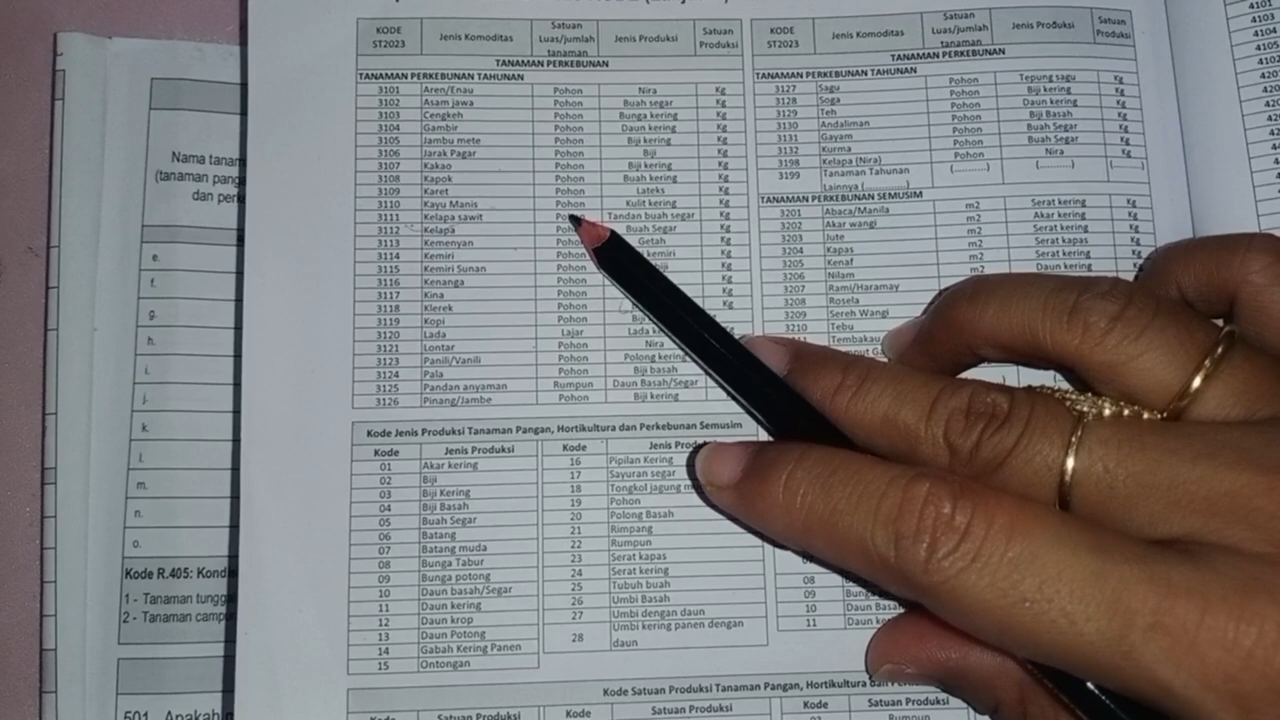 KODE ST2023 Jenis Komoditas Satuan Luas/jumlah tanaman Jenis Produksi Satuan Produksi
TANAMAN PERKEBUNAN
TANAMAN PERKEBUNAN TAHUNAN
3101 Aren/Enau Pohon Nira Kg
3102 Asam jawa Pohon Buah segar Kg
3103 Cengkeh Pohon Bunga kering Kg
3104 Gambir Pohon Daun kering Kg
3105 Jambu mete Pohon Biji kering Kg
3106 Jarak Pagar Pohon Biji Kg
3107 Kakao Pohon Biji kering Kg
3108 Kapok Pohon Buah kering Kg
3109 Karet Pohon Lateks Kg
3110 Kayu Manis Pohon Kulit kering Kg
3111 Kelapa sawit Tandan buah segar Kg
3112 Kelapa Buah Segar Kg
3113 Kemenyan Pohon Getah Kg
3114 Kemiri Pohon kemiri Kg
3115 Kemiri Sunan Pohon Kg
3116 Kenanga Pohon Kg
3117 Kina Pohon Kg
3118 Klerek Pohon Kg
3119 Kopi Pohon
3120 Lada Lajar Lada
3121 Lontar Pohon Nira
3123 Panili/Vanili Pohon Polong kering
3124 Pala Pohon Biji basah
3125 Pandan anyaman Rumpun Daun Basah/Segar
3126 Pinang/Jambe Pohon Biji kering
KODE ST2023 Jenis Komoditas Satuan Luas/jumlah tanaman Jenis Produksi Satuan Produksi
TANAMAN PERKEBUNAN
TANAMAN PERKEBUNAN TAHUNAN
3127 Sagu Pohon Tepung sagu Kg
3128 Soga Pohon Biji kering Kg
3129 Teh Pohon Daun kering Kg
3130 Andaliman Pohon Biji Basah Kg
3131 Gayam Pohon Buah Segar Kg
3132 Kurma Pohon Buah Segar Kg
3198 Kelapa (Nira) Pohon Nira Kg
3199 Tanaman Tahunan Lainnya (............) (..........) (..........) (........)
TANAMAN PERKEBUNAN SEMUSIM
3201 Abaca/Manila m2 Serat kering Kg
3202 Akar wangi m2 Akar kering Kg
3203 Jute m2 Serat kering Kg
3204 Kapas m2 Serat kapas Kg
3205 Kenaf m2 Serat kering Kg
3206 Nilam m2 Daun kering Kg
3207 Rami/Haramay
3208 Rosela
3209 Sereh Wangi
3210 Tebu
Tembakau
Kode Jenis Produksi Tanaman Pangan, Hortikultura dan Perkebunan Semusim
Kode Jenis Produksi
01 Akar kering
02 Biji
03 Biji Kering
04 Biji Basah
05 Buah Segar
06 Batang
07 Batang muda
08 Bunga Tabur
09 Bunga potong
10 Daun basah/Segar
11 Daun kering
12 Daun krop
13 Daun Potong
14 Gabah Kering Panen
15 Ontongan
Kode Jenis
16 Pipilan Kering
17 Sayuran segar
18 Tongkol jagung
19 Pohon
20 Polong Basah
21 Rimpang
22 Rumpun
23 Serat kapas
24 Serat kering
25 Tubuh buah
26 Umbi Basah
27 Umbi dengan daun
28 Umbi kering panen dengan daun
08
09
10 Daun
11 Daun
Kode Satuan Produksi Tanaman Pangan, Hortikultura
Kode Satuan Produksi Kode Satuan Produksi Kode Satuan Produksi
Rumpun
Nama
(tanaman
dan
e.
f.
g.
h.
i.
j.
k.
l.
m.
n.
o.
Kode R.405:
1 - Tanaman
2 - Tanaman
501. Apakah
4101
4103
4104
4105
4102